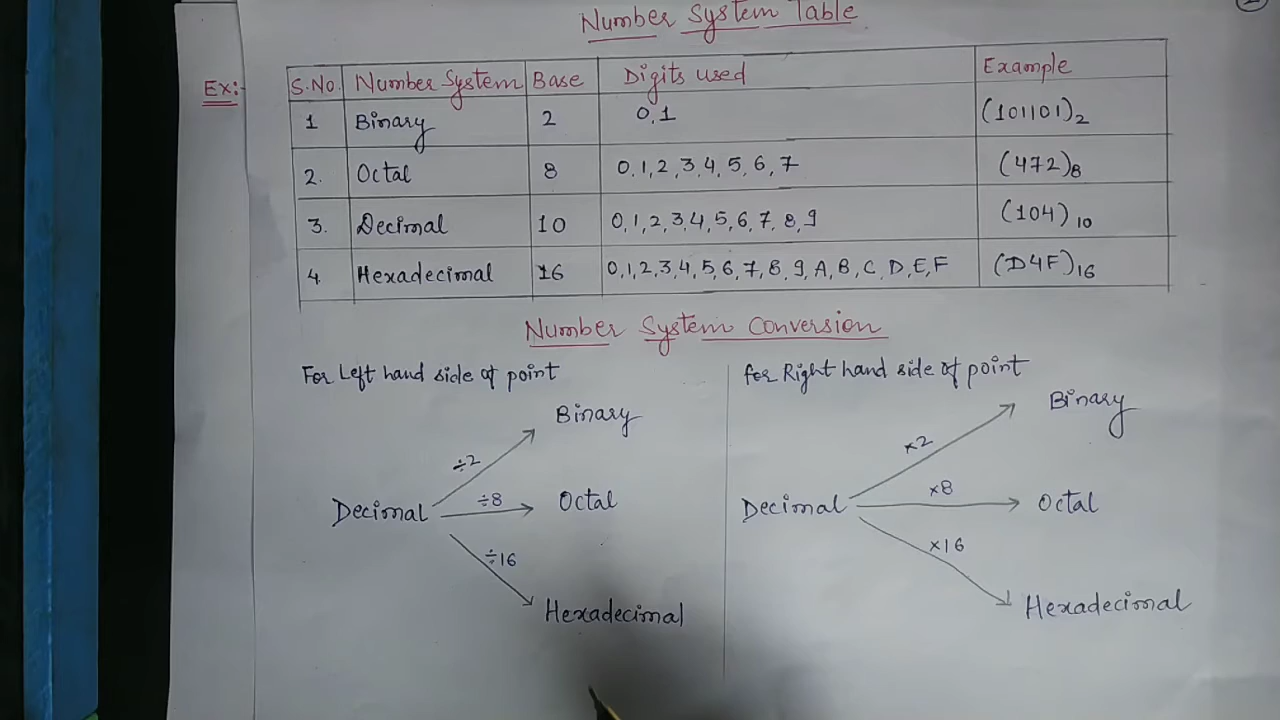 Number System Table
Ex:
S.No. Number System Base Digits used Example
1 Binary 2 0,1 (101101)2
2. Octal 8 0,1,2,3,4,5,6,7 (472)8
3. Decimal 10 0,1,2,3,4,5,6,7,8,9 (104)10
4 Hexadecimal 16 0,1,2,3,4,5,6,7,8,9,A,B,C,D,E,F (D4F)16
Number System Conversion
For Left hand side of point
Binary
÷2
Decimal ÷8 Octal
÷16
Hexadecimal
for Right hand side of point
Binary
×2
Decimal ×8 Octal
×16
Hexadecimal